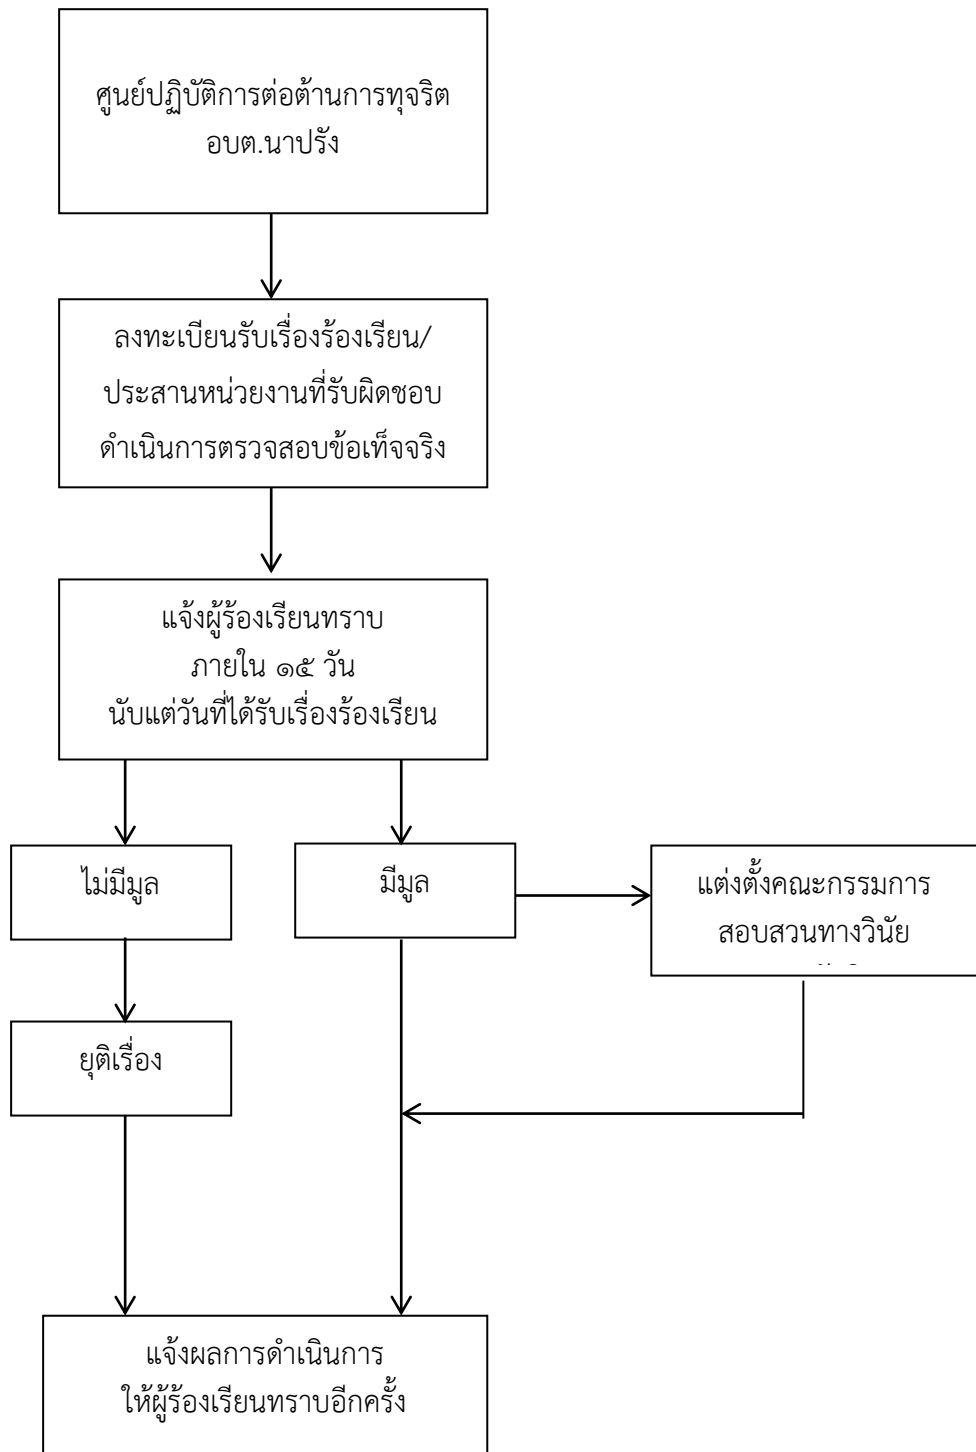 ศูนย์ปฏิบัติการต่อต้านการทุจริต
อบต.นาปรัง
ลงทะเบียนรับเรื่องร้องเรียน/
ประสานหน่วยงานที่รับผิดชอบ
ดำเนินการตรวจสอบข้อเท็จจริง
แจ้งผู้ร้องเรียนทราบ
ภายใน ๑๕ วัน
นับแต่วันที่ได้รับเรื่องร้องเรียน
ไม่มีมูล
มีมูล
แต่งตั้งคณะกรรมการ
สอบสวนทางวินัย
ยุติเรื่อง
แจ้งผลการดำเนินการ
ให้ผู้ร้องเรียนทราบอีกครั้ง